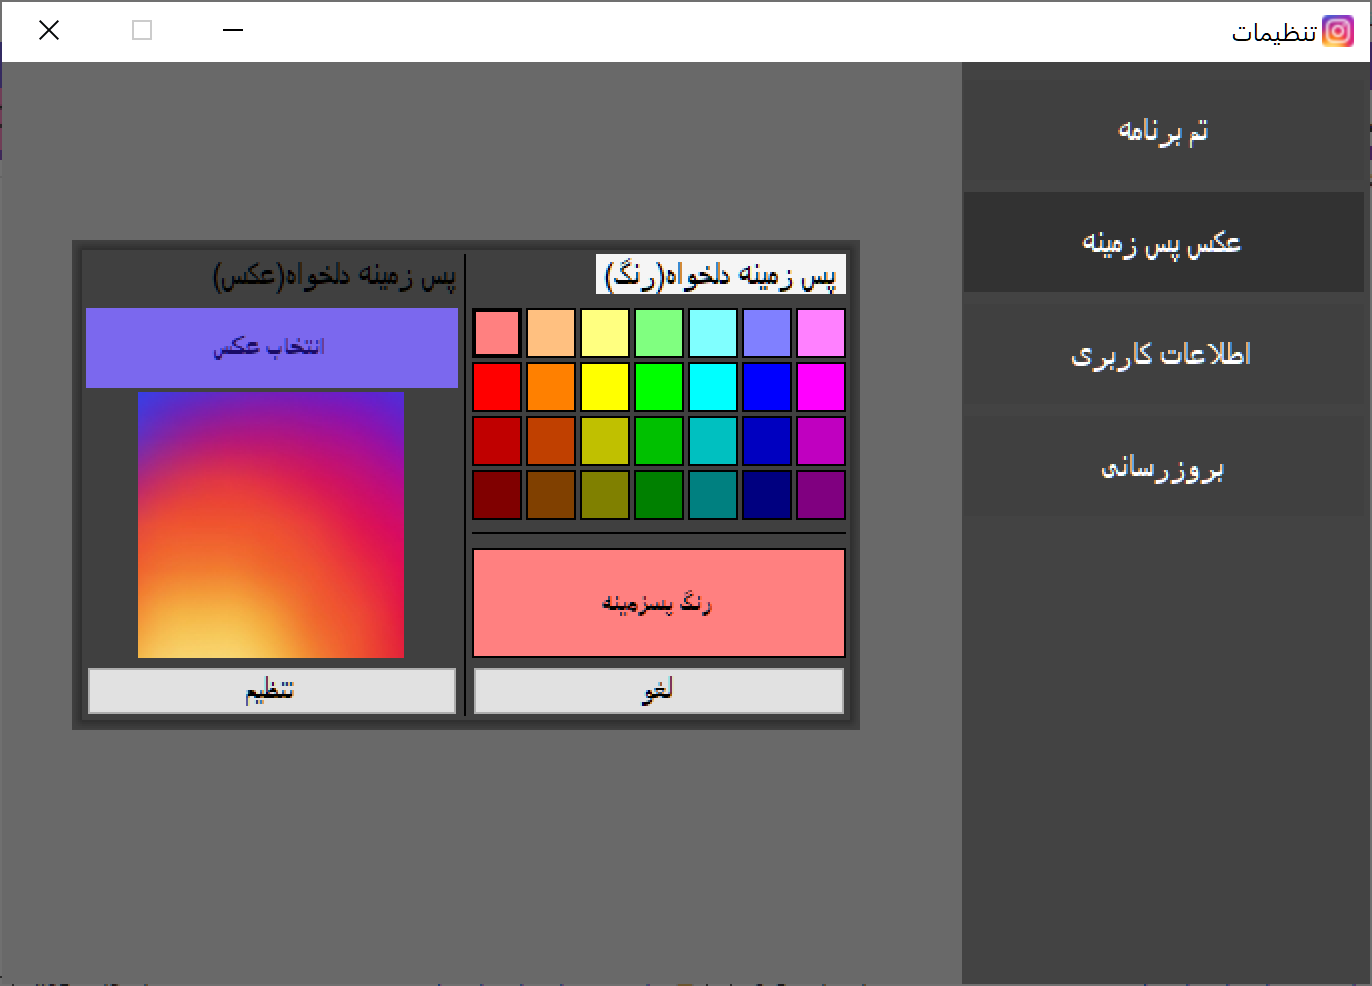 تنظیمات
تم برنامه
عکس پس زمینه
اطلاعات کاربری
بروزرسانی
پس زمینه دلخواه(رنگ)
رنگ پسزمینه
لغو
پس زمینه دلخواه(عکس)
انتخاب عکس
تنظیم